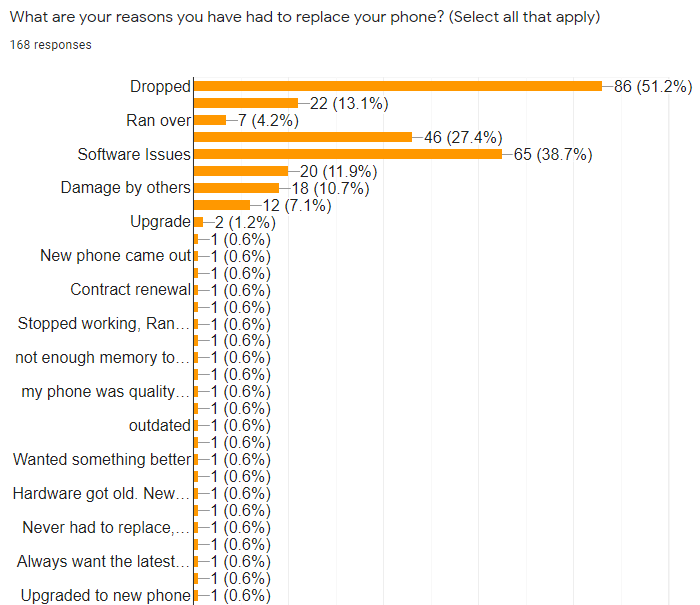 What are your reasons you have had to replace your phone? (Select all that apply)
168 responses
Dropped 86 (51.2%)
22 (13.1%)
Ran over 7 (4.2%)
46 (27.4%)
Software Issues 65 (38.7%)
20 (11.9%)
Damage by others 18 (10.7%)
12 (7.1%)
Upgrade 2 (1.2%)
1 (0.6%)
New phone came out 1 (0.6%)
1 (0.6%)
Contract renewal 1 (0.6%)
1 (0.6%)
Stopped working, Ran... 1 (0.6%)
1 (0.6%)
not enough memory to... 1 (0.6%)
1 (0.6%)
my phone was quality... 1 (0.6%)
1 (0.6%)
outdated 1 (0.6%)
1 (0.6%)
Wanted something better 1 (0.6%)
1 (0.6%)
Hardware got old. New... 1 (0.6%)
1 (0.6%)
Never had to replace,... 1 (0.6%)
1 (0.6%)
Always want the latest... 1 (0.6%)
1 (0.6%)
Upgraded to new phone 1 (0.6%)